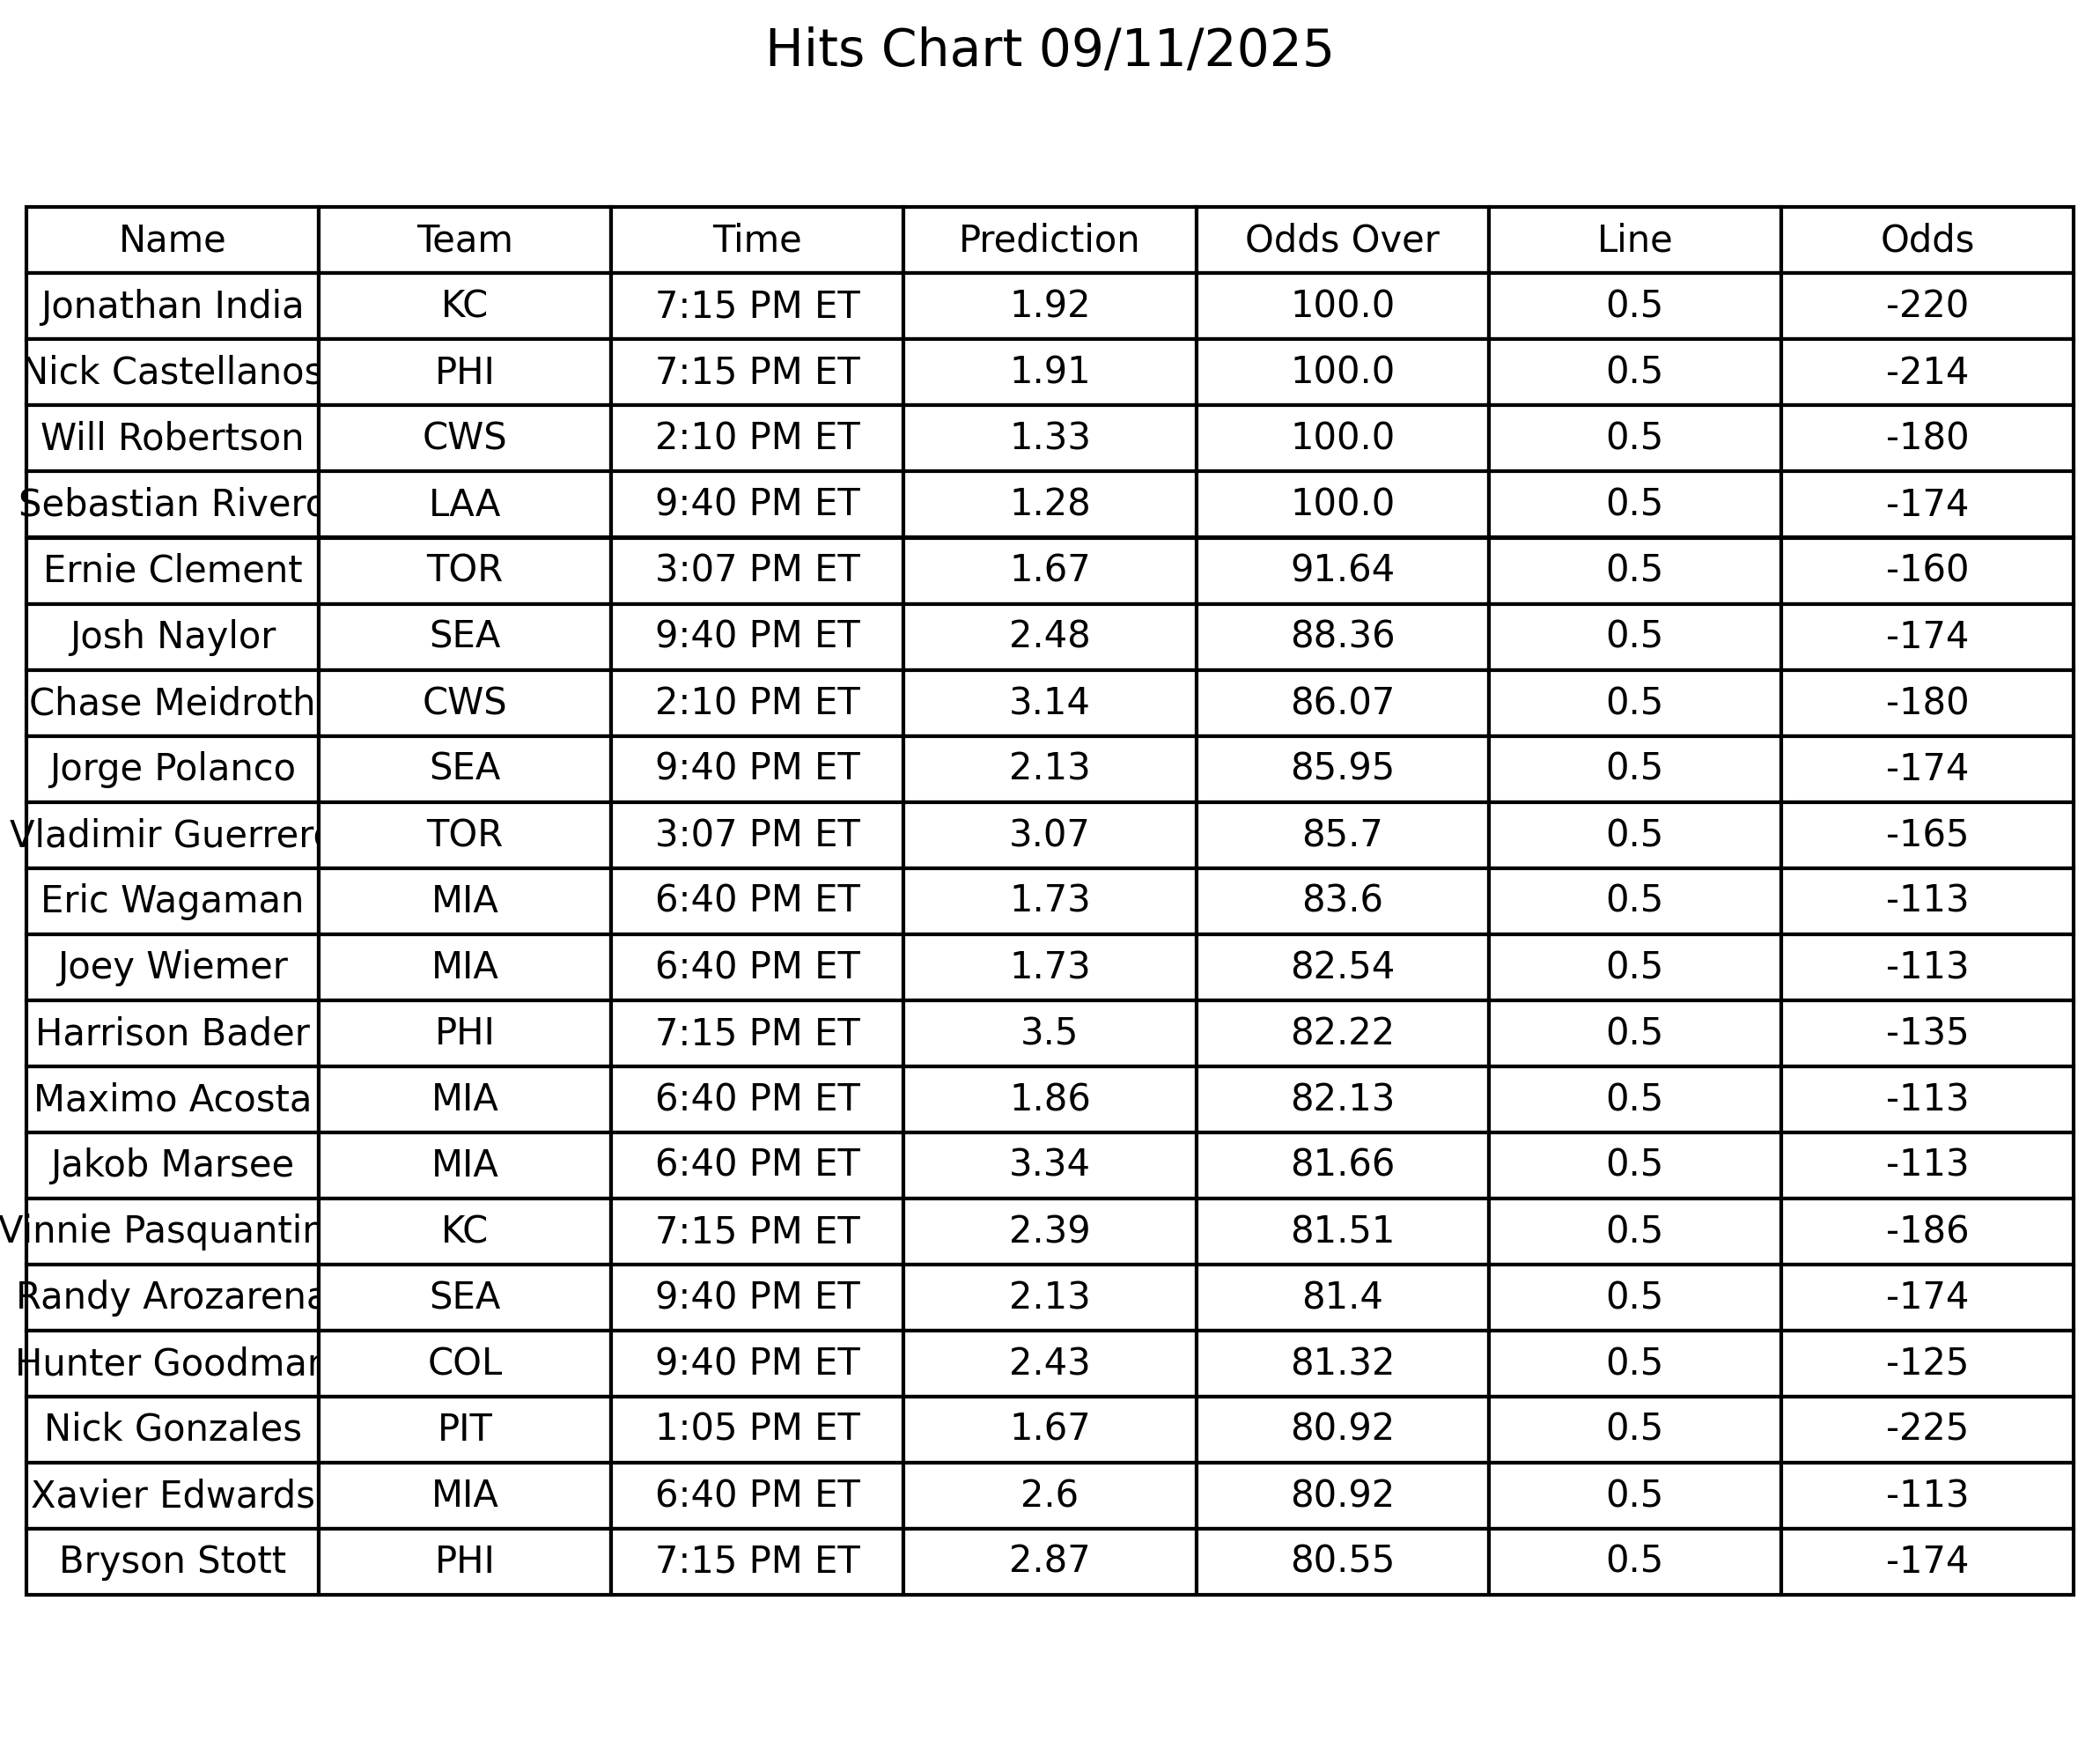 Hits Chart 09/11/2025
Name Team Time Prediction Odds Over Line Odds
Jonathan India KC 7:15 PM ET 1.92 100.0 0.5 -220
Nick Castellanos PHI 7:15 PM ET 1.91 100.0 0.5 -214
Will Robertson CWS 2:10 PM ET 1.33 100.0 0.5 -180
Sebastian Rivero LAA 9:40 PM ET 1.28 100.0 0.5 -174
Ernie Clement TOR 3:07 PM ET 1.67 91.64 0.5 -160
Josh Naylor SEA 9:40 PM ET 2.48 88.36 0.5 -174
Chase Meidroth CWS 2:10 PM ET 3.14 86.07 0.5 -180
Jorge Polanco SEA 9:40 PM ET 2.13 85.95 0.5 -174
Vladimir Guerrero TOR 3:07 PM ET 3.07 85.7 0.5 -165
Eric Wagaman MIA 6:40 PM ET 1.73 83.6 0.5 -113
Joey Wiemer MIA 6:40 PM ET 1.73 82.54 0.5 -113
Harrison Bader PHI 7:15 PM ET 3.5 82.22 0.5 -135
Maximo Acosta MIA 6:40 PM ET 1.86 82.13 0.5 -113
Jakob Marsee MIA 6:40 PM ET 3.34 81.66 0.5 -113
Vinnie Pasquantin KC 7:15 PM ET 2.39 81.51 0.5 -186
Randy Arozarena SEA 9:40 PM ET 2.13 81.4 0.5 -174
Hunter Goodman COL 9:40 PM ET 2.43 81.32 0.5 -125
Nick Gonzales PIT 1:05 PM ET 1.67 80.92 0.5 -225
Xavier Edwards MIA 6:40 PM ET 2.6 80.92 0.5 -113
Bryson Stott PHI 7:15 PM ET 2.87 80.55 0.5 -174